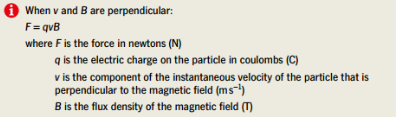 i When v and B are perpendicular:
F = qvB
where F is the force in newtons (N)
q is the electric charge on the particle in coulombs (C)
v is the component of the instantaneous velocity of the particle that is
perpendicular to the magnetic field (ms⁻¹)
B is the flux density of the magnetic field (T)